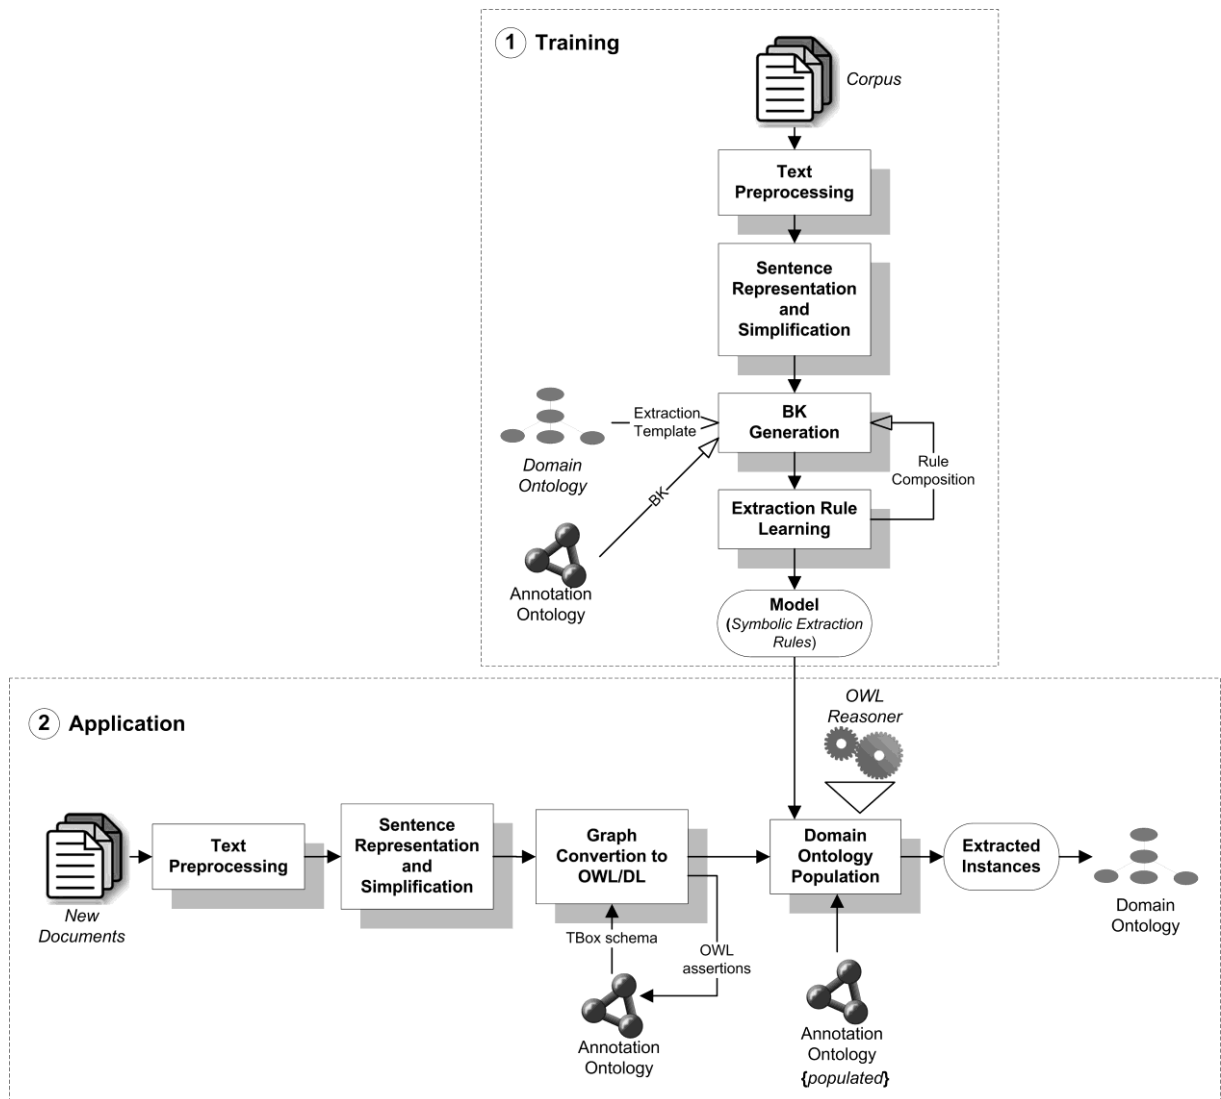 1 Training
Corpus
Text
Preprocessing
Sentence
Representation
and
Simplification
Extraction
Template
Domain
Ontology
BK
Generation
Rule
Composition
BK
Extraction Rule
Learning
Annotation
Ontology
Model
(Symbolic Extraction
Rules)
2 Application
OWL
Reasoner
New
Documents
Text
Preprocessing
Sentence
Representation
and
Simplification
Graph
Convertion to
OWL/DL
TBox schema
OWL
assertions
Annotation
Ontology
Domain
Ontology
Population
Annotation
Ontology
{populated}
Extracted
Instances
Domain
Ontology